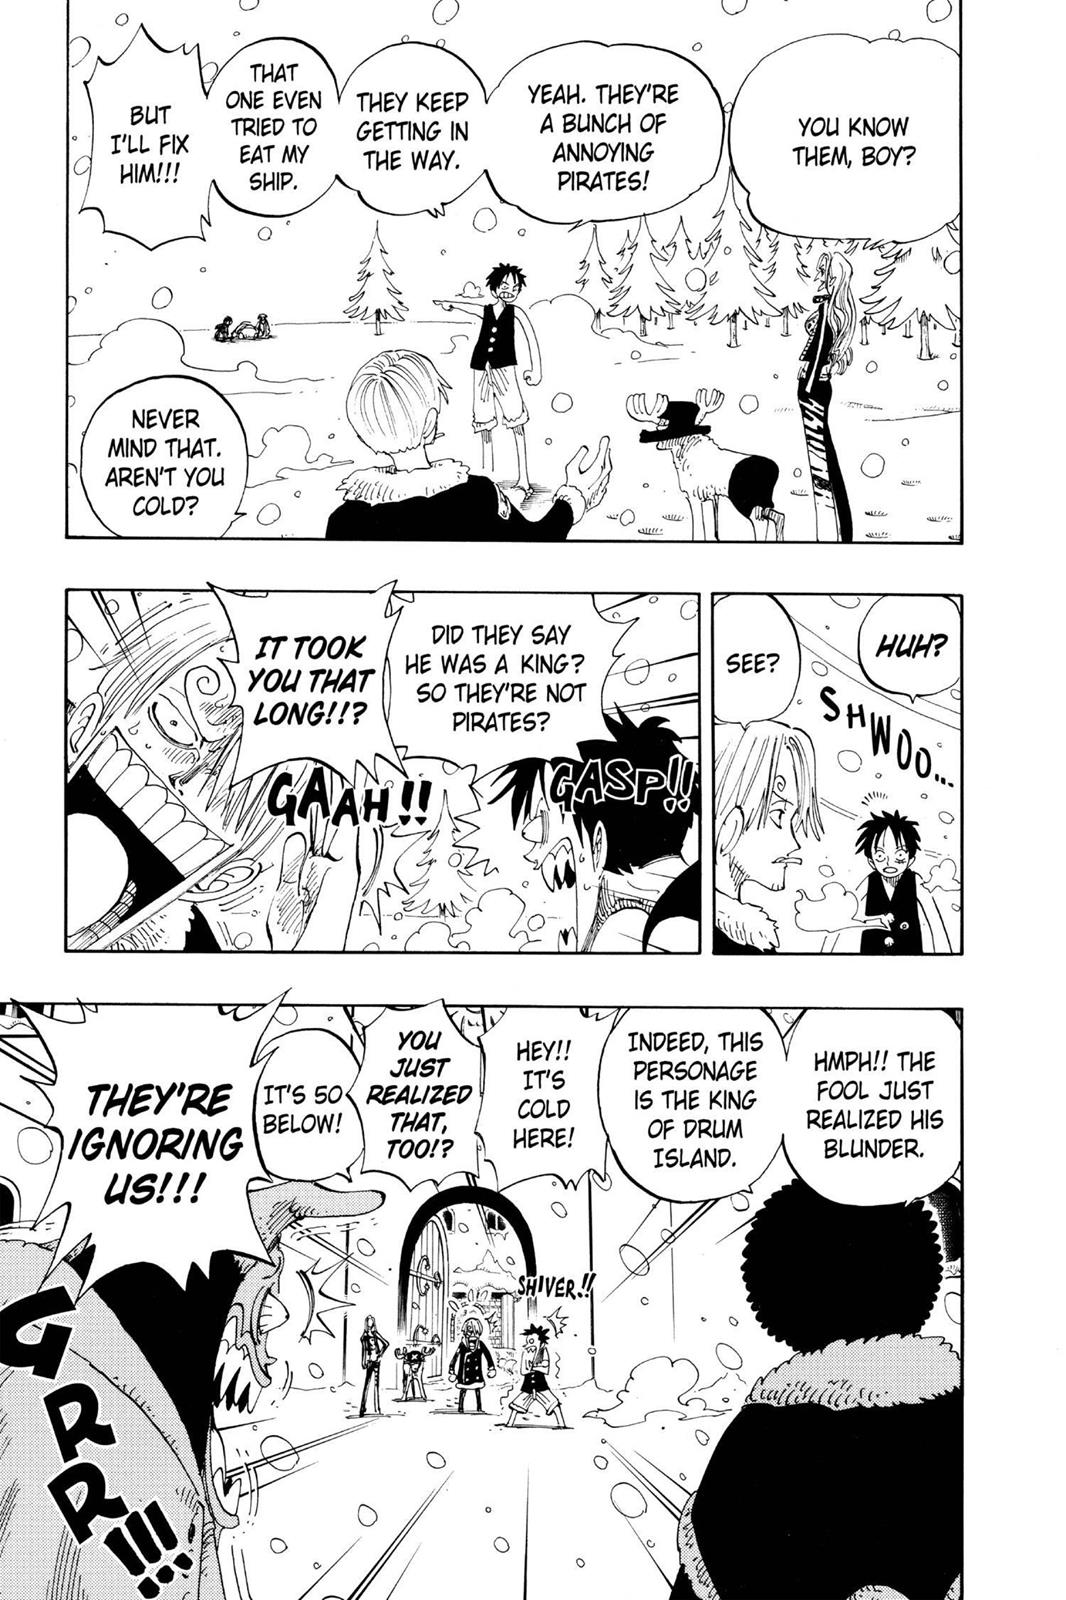 YOU KNOW
THEM, BOY?
YEAH. THEY'RE
A BUNCH OF
ANNOYING
PIRATES!
THEY KEEP
GETTING IN
THE WAY.
THAT
ONE EVEN
TRIED TO
EAT MY
SHIP.
BUT
I'LL FIX
HIM!!!
NEVER
MIND THAT.
AREN'T YOU
COLD?
HUH?
SEE?
SHWOO...
DID THEY SAY
HE WAS A KING?
SO THEY'RE NOT
PIRATES?
GASP!!
IT TOOK
YOU THAT
LONG!!?
GAAH!!
HMPH!! THE
FOOL JUST
REALIZED HIS
BLUNDER.
INDEED, THIS
PERSONAGE
IS THE KING
OF DRUM
ISLAND.
HEY!!
IT'S
COLD
HERE!
YOU
JUST
REALIZED
THAT,
TOO!?
IT'S 50
BELOW!
THEY'RE
IGNORING
US!!!
SHIVER!!
GRRR!!!